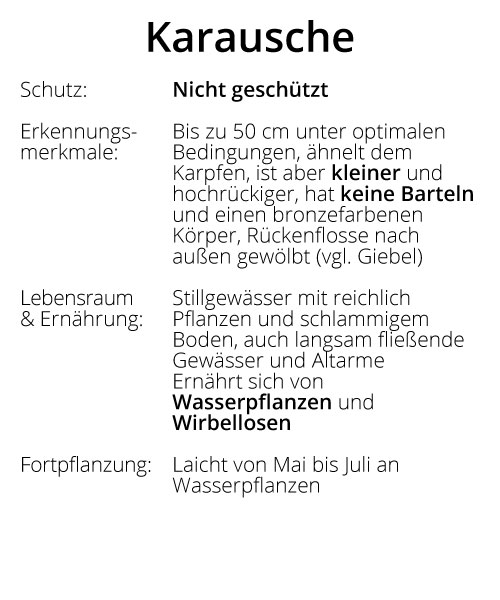 Karausche
Schutz: Nicht geschützt
Erkennungs- Bis zu 50 cm unter optimalen
merkmale: Bedingungen, ähnelt dem
Karpfen, ist aber kleiner und
hochrückiger, hat keine Barteln
und einen bronzefarbenen
Körper, Rückenflosse nach
außen gewölbt (vgl. Giebel)
Lebensraum Stillgewässer mit reichlich
& Ernährung: Pflanzen und schlammigem
Boden, auch langsam fließende
Gewässer und Altarme
Ernährt sich von
Wasserpflanzen und
Wirbellosen
Fortpflanzung: Laicht von Mai bis Juli an
Wasserpflanzen